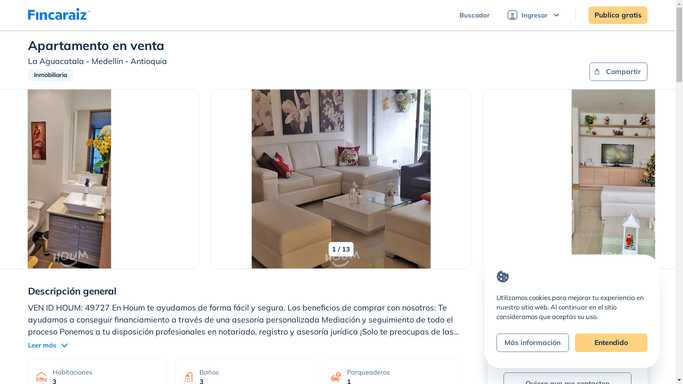 Fincaraiz
Buscador
Ingresar
Publica gratis
Apartamento en venta
La Aguacatala - Medellín - Antioquia
Inmobiliaria
Compartir
HOUM
1 / 13
HOUM
Descripción general
VEN ID HOUM: 49727 En Houm te ayudamos de forma fácil y segura. Los beneficios de comprar con nosotros: Te
ayudamos a conseguir financiamiento a través de una asesoría personalizada Mediación y seguimiento de todo el
proceso Ponemos a tu disposición profesionales en notariado, registro y asesoría jurídica ¡Solo te preocupas de las...
Leer más
Habitaciones
3
Baños
3
Parqueaderos
1
Utilizamos cookies para mejorar tu experiencia en
nuestro sitio web. Al continuar en el sitio
consideramos que aceptas su uso.
Más información
Entendido
Quiero que me contacten